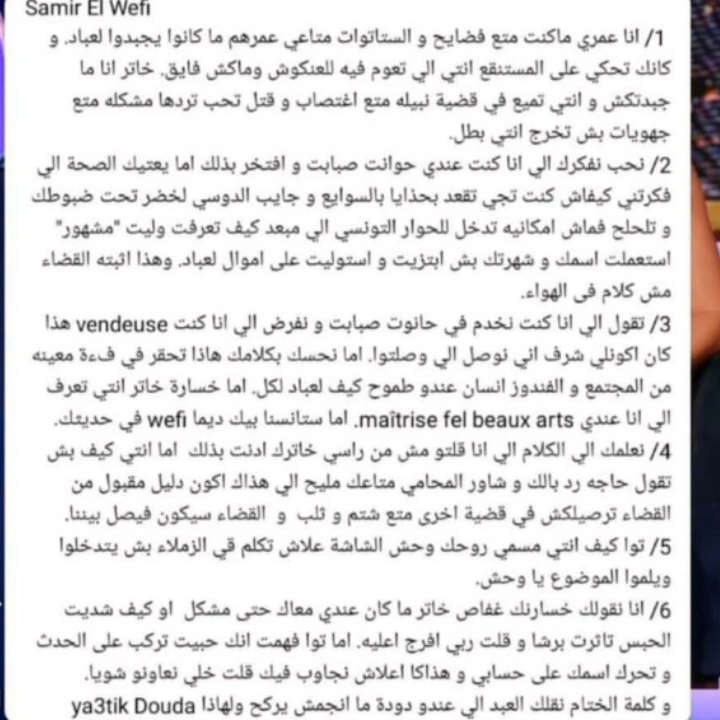 Samir El Wefi
1/ انا عمري ماكنت متع فضايح و الستاتوات متاعي عمرهم ما كانوا يجبدوا لعباد. و
كانك تحكي على المستنقع انتي الي تعوم فيه للعنكوش وماكش فايق. خاتر انا ما
جبدتكش و انتي تميع في قضية نبيله متع اغتصاب و قتل تحب تردها مشكله متع
جهويات بش تخرج انتي بطل.
2/ نحب نفكرك الي انا كنت عندي حوانت صبابت و افتخر بذلك اما يعتيك الصحة الي
فكرتني كيفاش كنت تجي تقعد بحذايا بالسوايع و جايب الدوسي لخضر تحت ضبوطك
و تلحلح فماش امكانيه تدخل للحوار التونسي الي مبعد كيف تعرفت وليت "مشهور"
استعملت اسمك و شهرتك بش ابتزيت و استوليت على اموال لعباد. وهذا اثبته القضاء
مش كلام فى الهواء.
3/ تقول الي انا كنت نخدم في حانوت صبابت و نفرض الي انا كنت vendeuse هذا
كان اكونلي شرف اني نوصل الي وصلتوا. اما نحسك بكلامك هاذا تحقر في فءة معينه
من المجتمع و الفندوز انسان عندو طموح كيف لعباد لكل. اما خسارة خاتر انتي تعرف
الي انا عندي maîtrise fel beaux arts. اما ستانسنا بيك ديما wefi في حديثك.
4/ نعلمك الي الكلام الي انا قلتو مش من راسي خاترك ادنت بذلك اما انتي كيف بش
تقول حاجه رد بالك و شاور المحامي متاعك مليح الي هذاك اكون دليل مقبول من
القضاء ترصيلكش في قضية اخرى متع شتم و ثلب و القضاء سيكون فيصل بيننا.
5/ توا كيف انتي مسمي روحك وحش الشاشة علاش تكلم قي الزملاء بش يتدخلوا
ويلموا الموضوع يا وحش.
6/ انا نقولك خسارنك غفاص خاتر ما كان عندي معاك حتى مشكل او كيف شديت
الحبس تاثرت برشا و قلت ربي افرج اعليه. اما توا فهمت انك حبيت تركب على الحدث
و تحرك اسمك على حسابي و هذاكا اعلاش نجاوب فيك قلت خلي نعاونو شويا.
و كلمة الختام نقلك العبد الي عندو دودة ما انجمش يركح ولهاذا ya3tik Douda